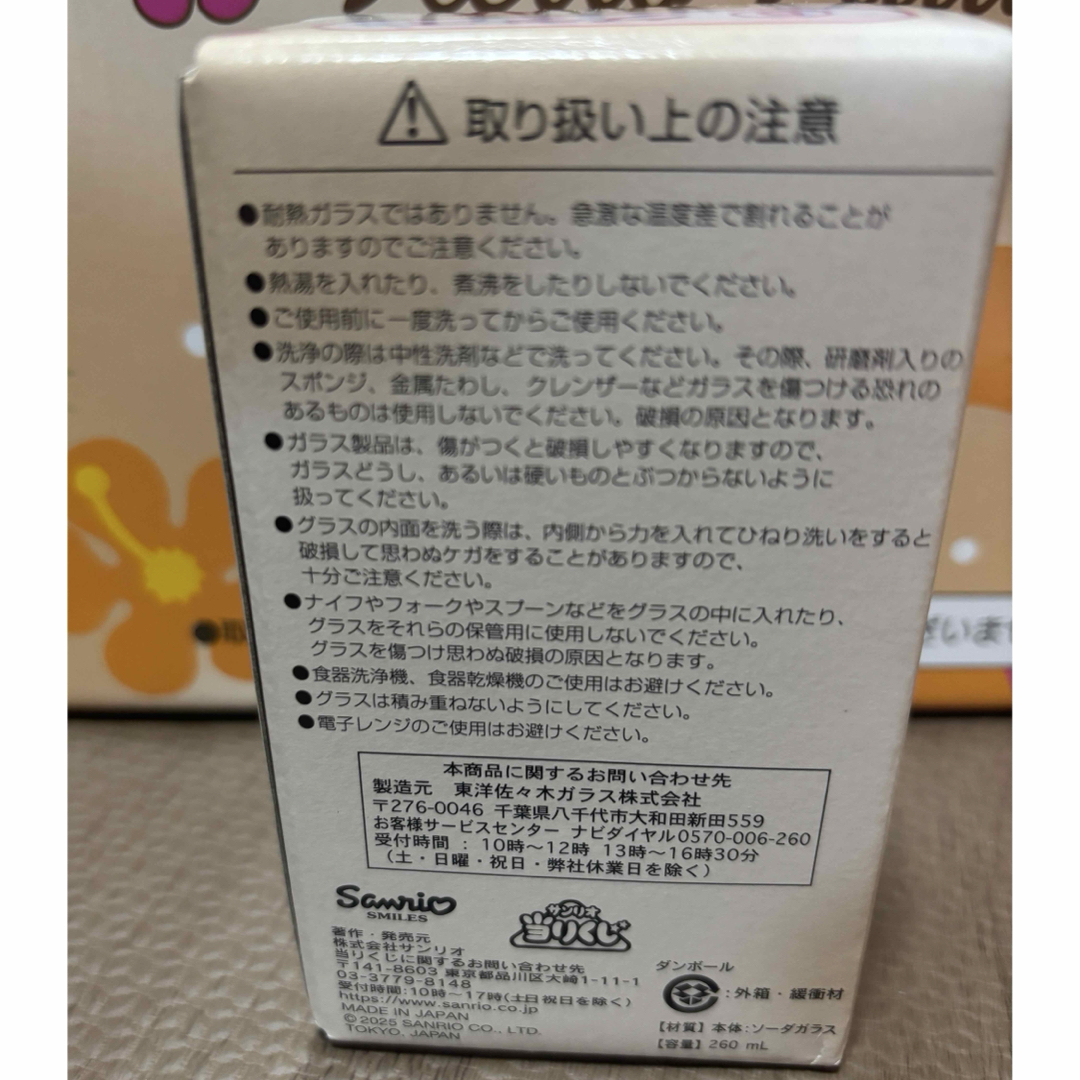 取り扱い上の注意
●耐熱ガラスではありません。急激な温度差で割れることが
ありますのでご注意ください。
●熱湯を入れたり、煮沸をしたりしないでください。
●ご使用前に一度洗ってからご使用ください。
●洗浄の際は中性洗剤などで洗ってください。その際、研磨剤入りの
スポンジ、金属たわし、クレンザーなどガラスを傷つける恐れの
あるものは使用しないでください。破損の原因となります。
●ガラス製品は、傷がつくと破損しやすくなりますので、
ガラスどうし、あるいは硬いものとぶつからないように
扱ってください。
●グラスの内面を洗う際は、内側から力を入れてひねり洗いをすると
破損して思わぬケガをすることがありますので、
十分ご注意ください。
●ナイフやフォークやスプーンなどをグラスの中に入れたり、
グラスをそれらの保管用に使用しないでください。
グラスを傷つけ思わぬ破損の原因となります。
●食器洗浄機、食器乾燥機のご使用はお避けください。
●グラスは積み重ねないようにしてください。
●電子レンジのご使用はお避けください。
本商品に関するお問い合わせ先
製造元 東洋佐々木ガラス株式会社
〒276-0046 千葉県八千代市大和田新田559
お客様サービスセンター ナビダイヤル0570-006-260
受付時間：10時〜12時 13時〜16時30分
（土・日曜・祝日・弊社休業日を除く）
Sanrio
SMILES
サンリオ
当りくじ
著作・発売元
株式会社サンリオ
当りくじに関するお問い合わせ先
〒141-8603 東京都品川区大崎1-11-1
03-3779-8148
受付時間:10時〜17時(土日祝日を除く)
https://www.sanrio.co.jp
MADE IN JAPAN
©2025 SANRIO CO., LTD.
TOKYO, JAPAN
ダンボール
：外箱・緩衝材
【材質】本体：ソーダガラス
【容量】260 mL